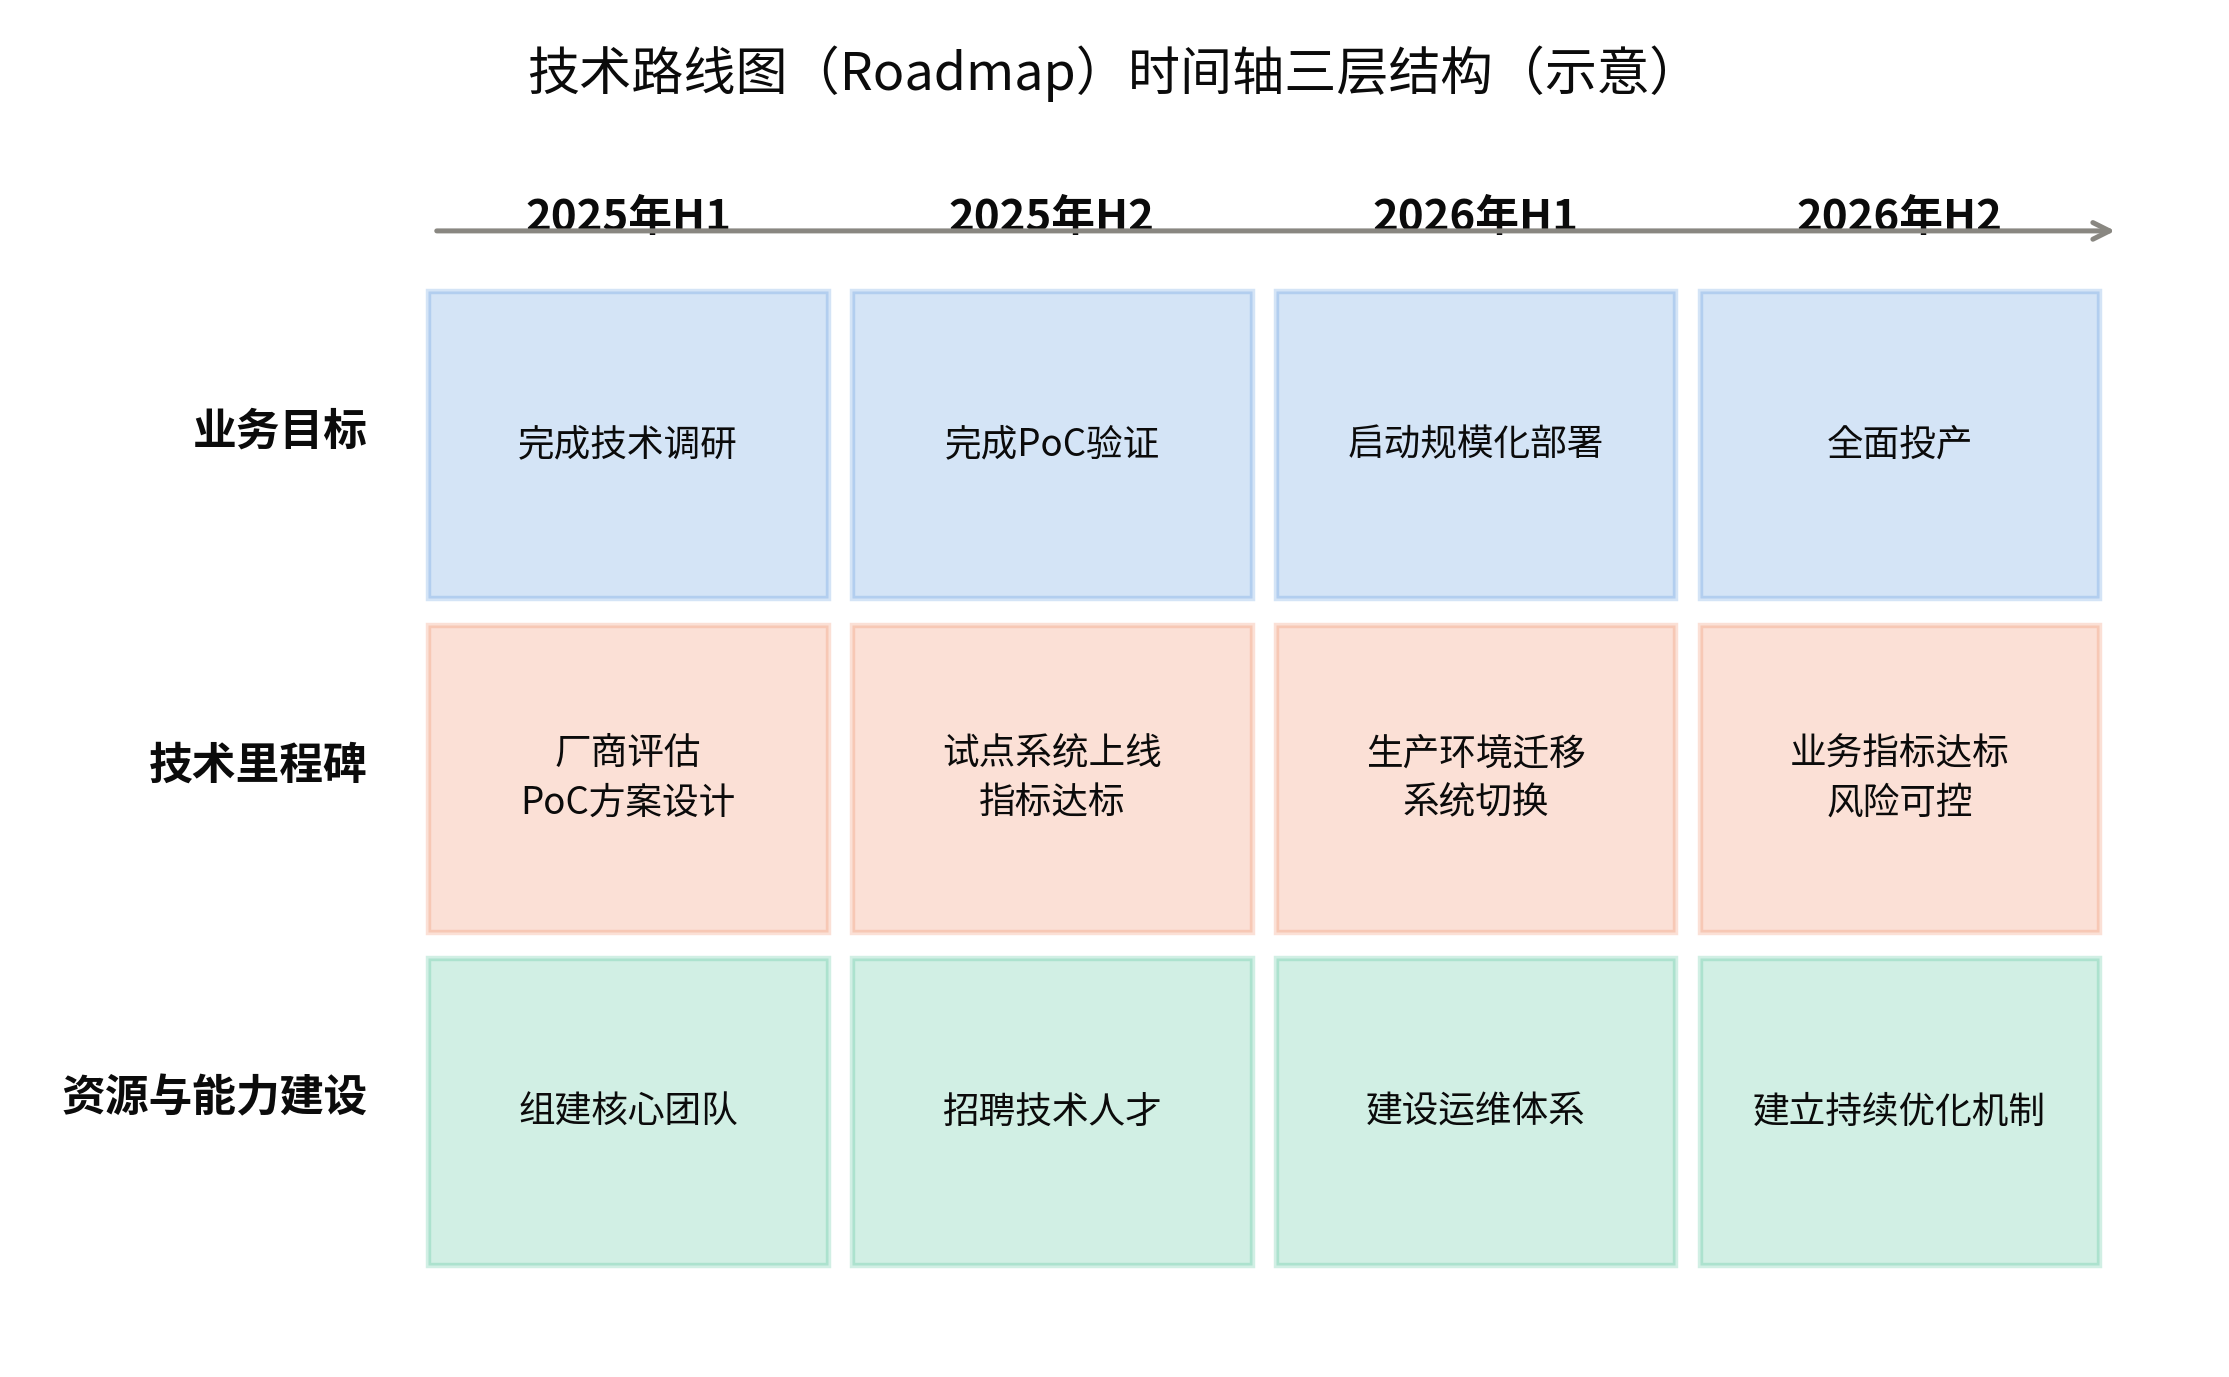 技术路线图（Roadmap）时间轴三层结构（示意）
2025年H1
2025年H2
2026年H1
2026年H2
业务目标
完成技术调研
完成PoC验证
启动规模化部署
全面投产
技术里程碑
厂商评估
PoC方案设计
试点系统上线
指标达标
生产环境迁移
系统切换
业务指标达标
风险可控
资源与能力建设
组建核心团队
招聘技术人才
建设运维体系
建立持续优化机制